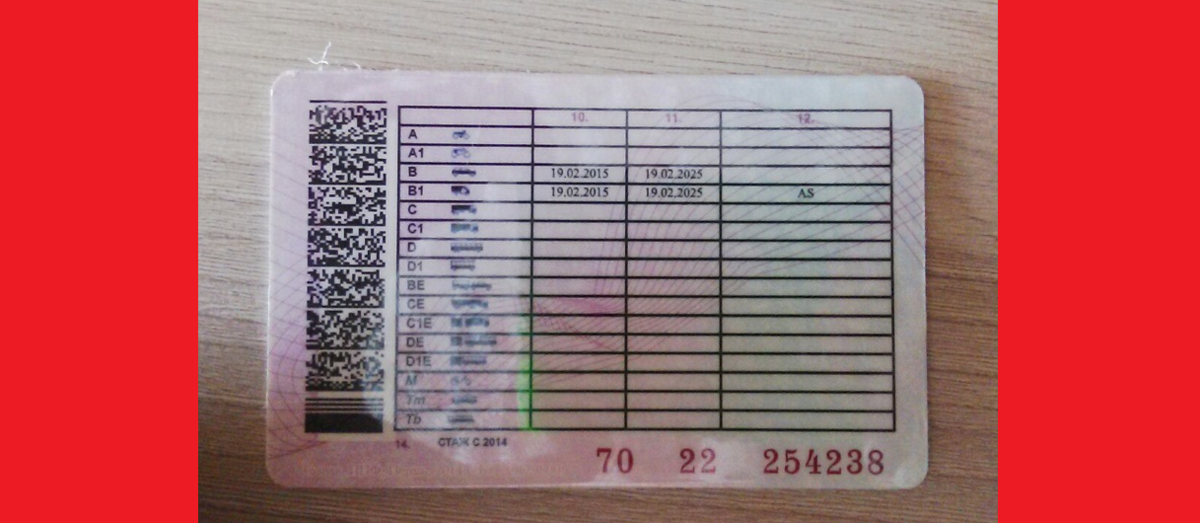 10. 11. 12.
A
A1
B 19.02.2015 19.02.2025
B1 19.02.2015 19.02.2025 AS
C
C1
D
D1
BE
CE
C1E
DE
D1E
M
Tm
Tb
14. СТАЖ С 2014
70 22 254238